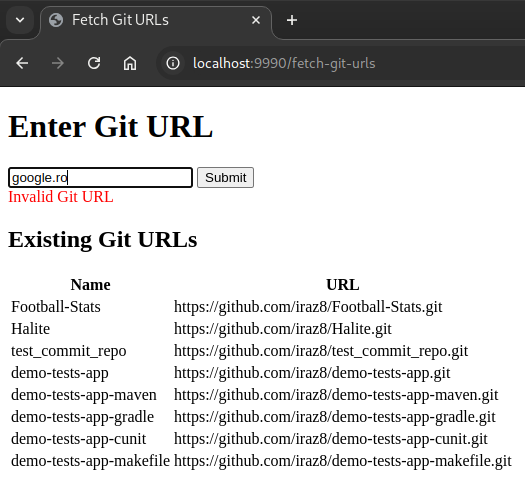 Fetch Git URLs
localhost:9990/fetch-git-urls
Enter Git URL
google.ro Submit
Invalid Git URL
Existing Git URLs
Name URL
Football-Stats https://github.com/iraz8/Football-Stats.git
Halite https://github.com/iraz8/Halite.git
test_commit_repo https://github.com/iraz8/test_commit_repo.git
demo-tests-app https://github.com/iraz8/demo-tests-app.git
demo-tests-app-maven https://github.com/iraz8/demo-tests-app-maven.git
demo-tests-app-gradle https://github.com/iraz8/demo-tests-app-gradle.git
demo-tests-app-cunit https://github.com/iraz8/demo-tests-app-cunit.git
demo-tests-app-makefile https://github.com/iraz8/demo-tests-app-makefile.git